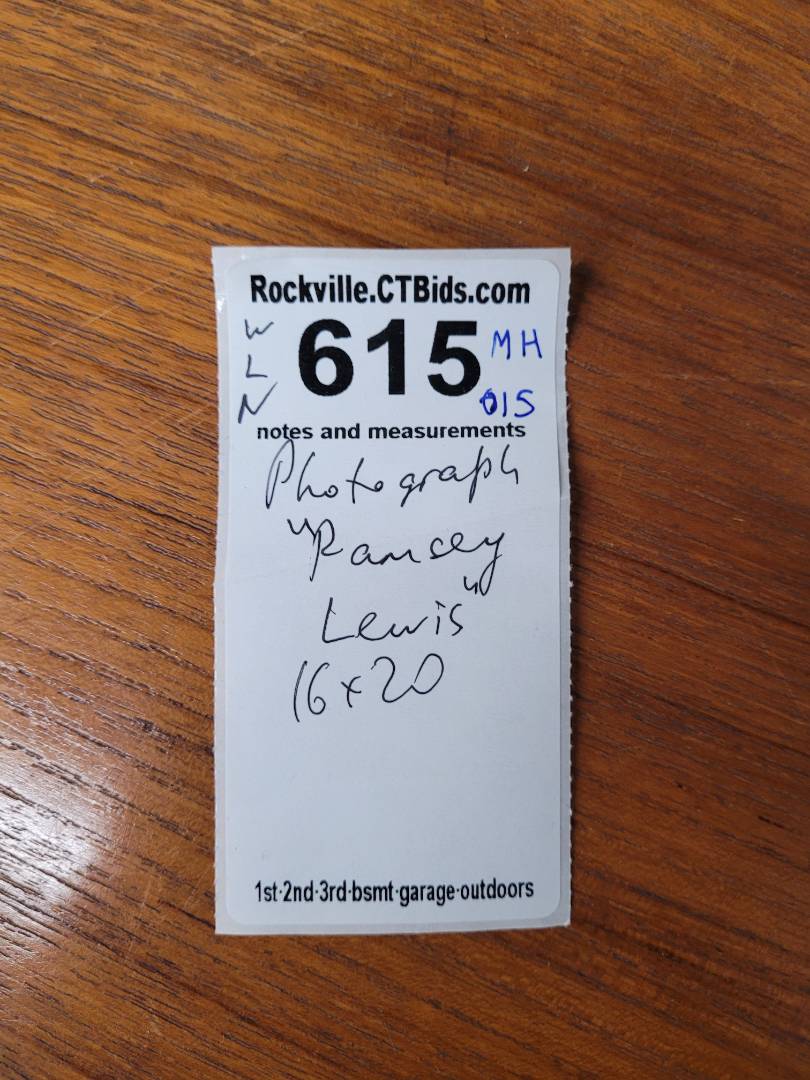 Rockville.CTBids.com
W
L
N
615
MH
015
notes and measurements
Photograph
"Ramsey
Lewis"
16x20
1st·2nd·3rd·bsmt·garage·outdoors